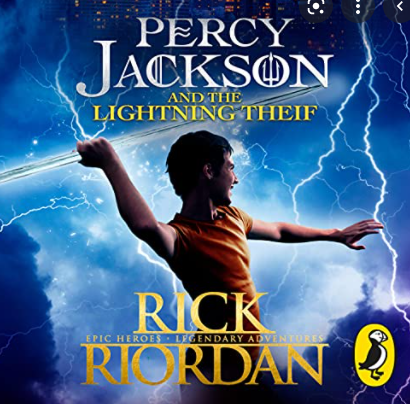 PERCY
JACKSON
AND THE
LIGHTNING THEIF
RICK
EPIC HEROES · LEGENDARY ADVENTURES
RIORDAN